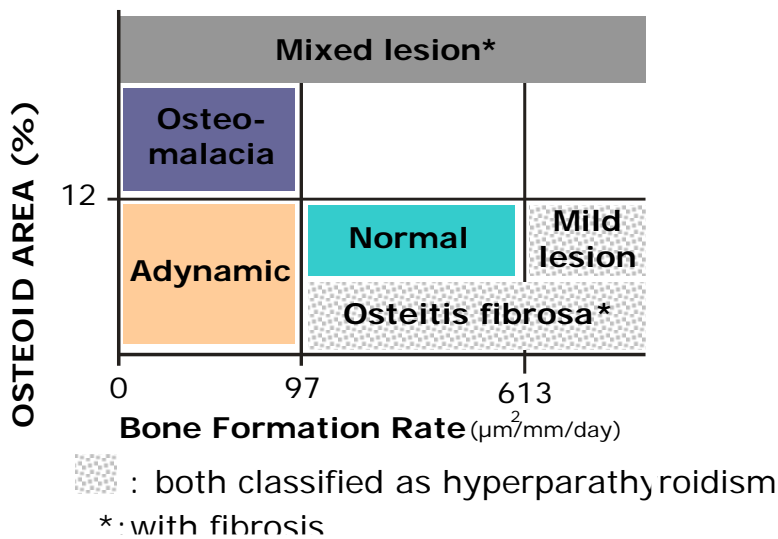 Mixed lesion*
Osteo-
malacia
OSTEOID AREA (%)
12
Adynamic
Normal
Mild
lesion
Osteitis fibrosa*
0
97
613
Bone Formation Rate (µm2/mm/day)
: both classified as hyperparathyroidism
*: with fibrosis